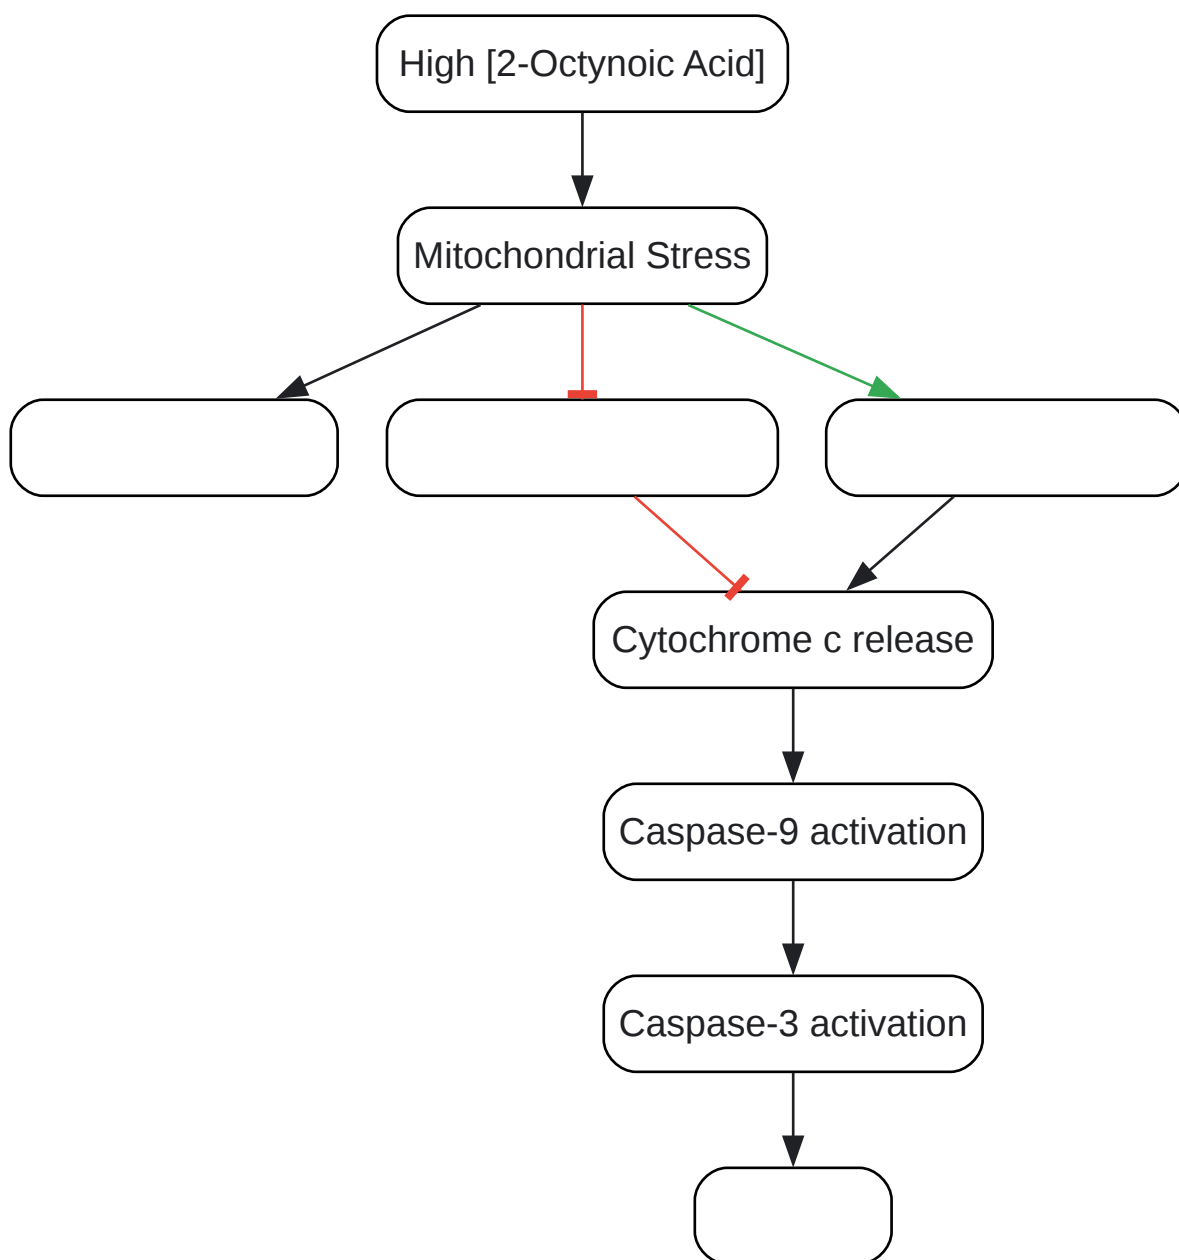 High [2-Octynoic Acid]
Mitochondrial Stress
Cytochrome c release
Caspase-9 activation
Caspase-3 activation